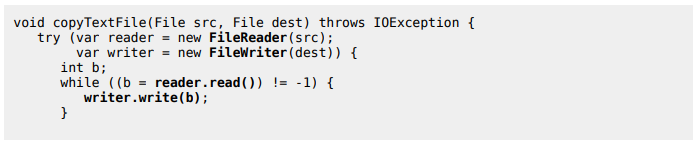 void copyTextFile(File src, File dest) throws IOException {
   try (var reader = new FileReader(src);
        var writer = new FileWriter(dest)) {
      int b;
      while ((b = reader.read()) != -1) {
         writer.write(b);
      }